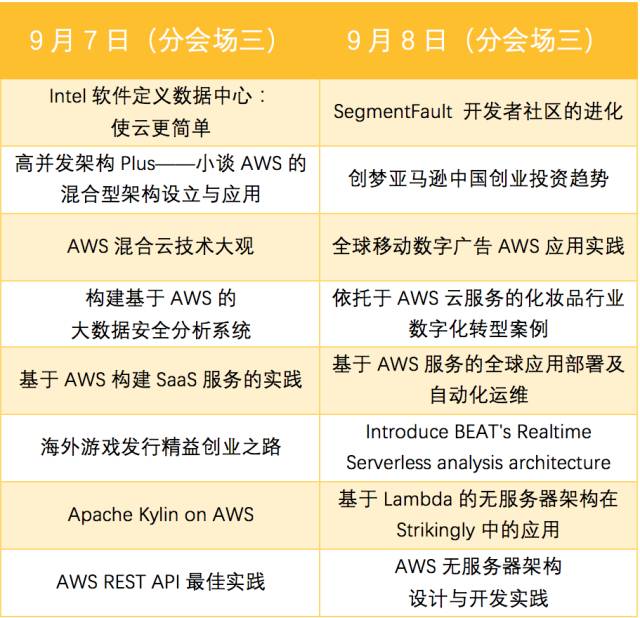 9月7日（分会场三）
9月8日（分会场三）
Intel 软件定义数据中心：
使云更简单
SegmentFault 开发者社区的进化
高并发架构 Plus——小谈 AWS 的
混合型架构设立与应用
创梦亚马逊中国创业投资趋势
AWS 混合云技术大观
全球移动数字广告 AWS 应用实践
构建基于 AWS 的
大数据安全分析系统
依托于 AWS 云服务的化妆品行业
数字化转型案例
基于 AWS 构建 SaaS 服务的实践
基于 AWS 服务的全球应用部署及
自动化运维
海外游戏发行精益创业之路
Introduce BEAT's Realtime
Serverless analysis architecture
Apache Kylin on AWS
基于 Lambda 的无服务器架构在
Strikingly 中的应用
AWS REST API 最佳实践
AWS 无服务器架构
设计与开发实践